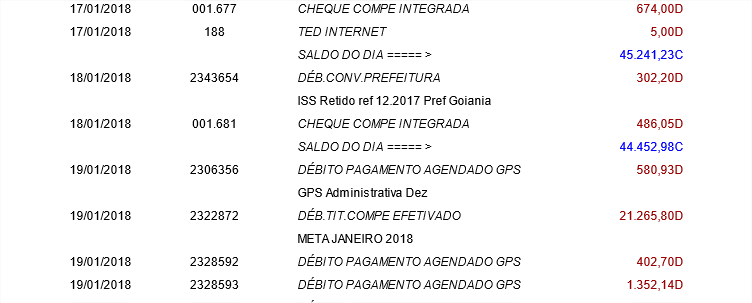 17/01/2018 001.677 CHEQUE COMPE INTEGRADA 674,00D
17/01/2018 188 TED INTERNET 5,00D
SALDO DO DIA ===== > 45.241,23C
18/01/2018 2343654 DÉB.CONV.PREFEITURA 302,20D
ISS Retido ref 12.2017 Pref Goiania
18/01/2018 001.681 CHEQUE COMPE INTEGRADA 486,05D
SALDO DO DIA ===== > 44.452,98C
19/01/2018 2306356 DÉBITO PAGAMENTO AGENDADO GPS 580,93D
GPS Administrativa Dez
19/01/2018 2322872 DÉB.TIT.COMPE EFETIVADO 21.265,80D
META JANEIRO 2018
19/01/2018 2328592 DÉBITO PAGAMENTO AGENDADO GPS 402,70D
19/01/2018 2328593 DÉBITO PAGAMENTO AGENDADO GPS 1.352,14D